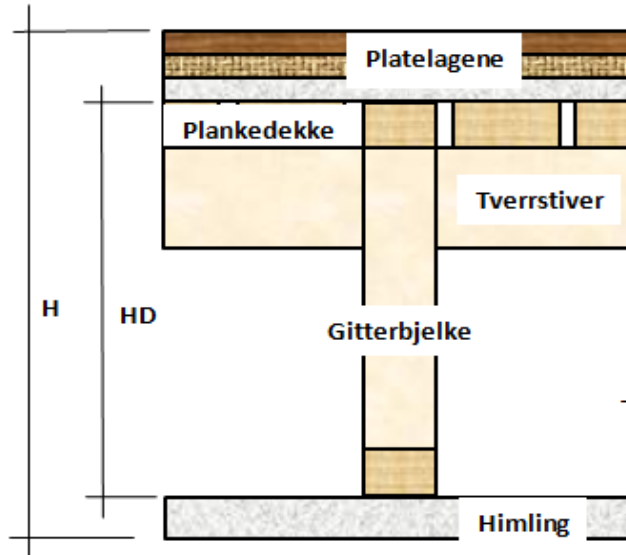 Platelagene
Plankedekke
Tverrstiver
H
HD
Gitterbjelke
Himling